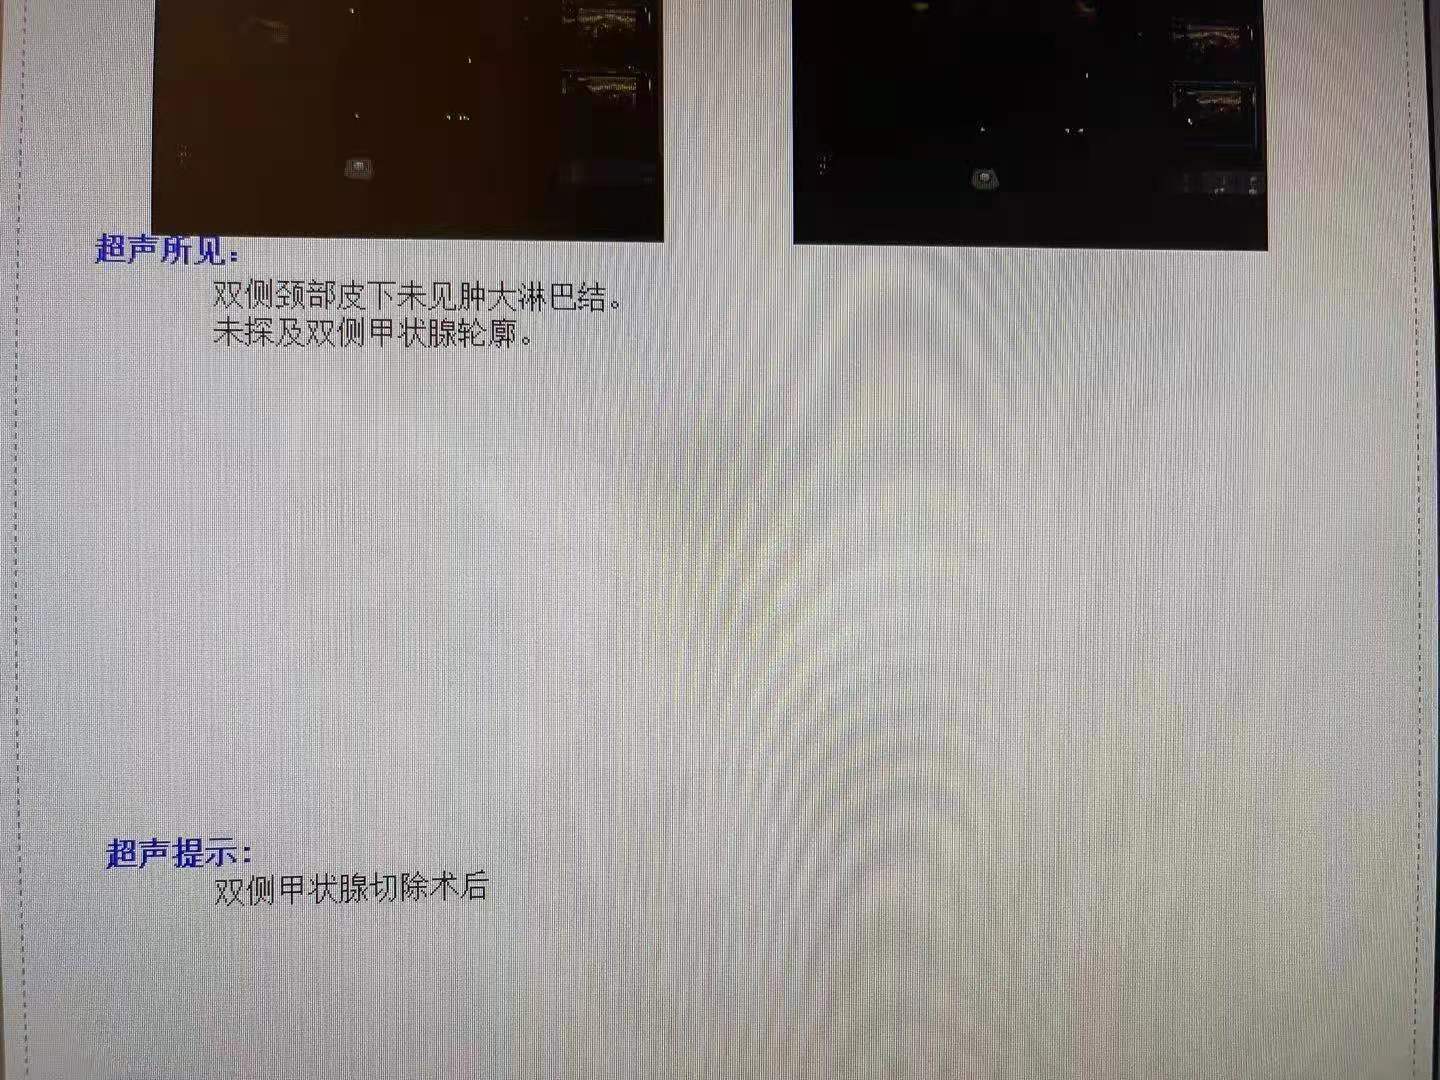 超声所见：
双侧颈部皮下未见肿大淋巴结。
未探及双侧甲状腺轮廓。
超声提示：
双侧甲状腺切除术后